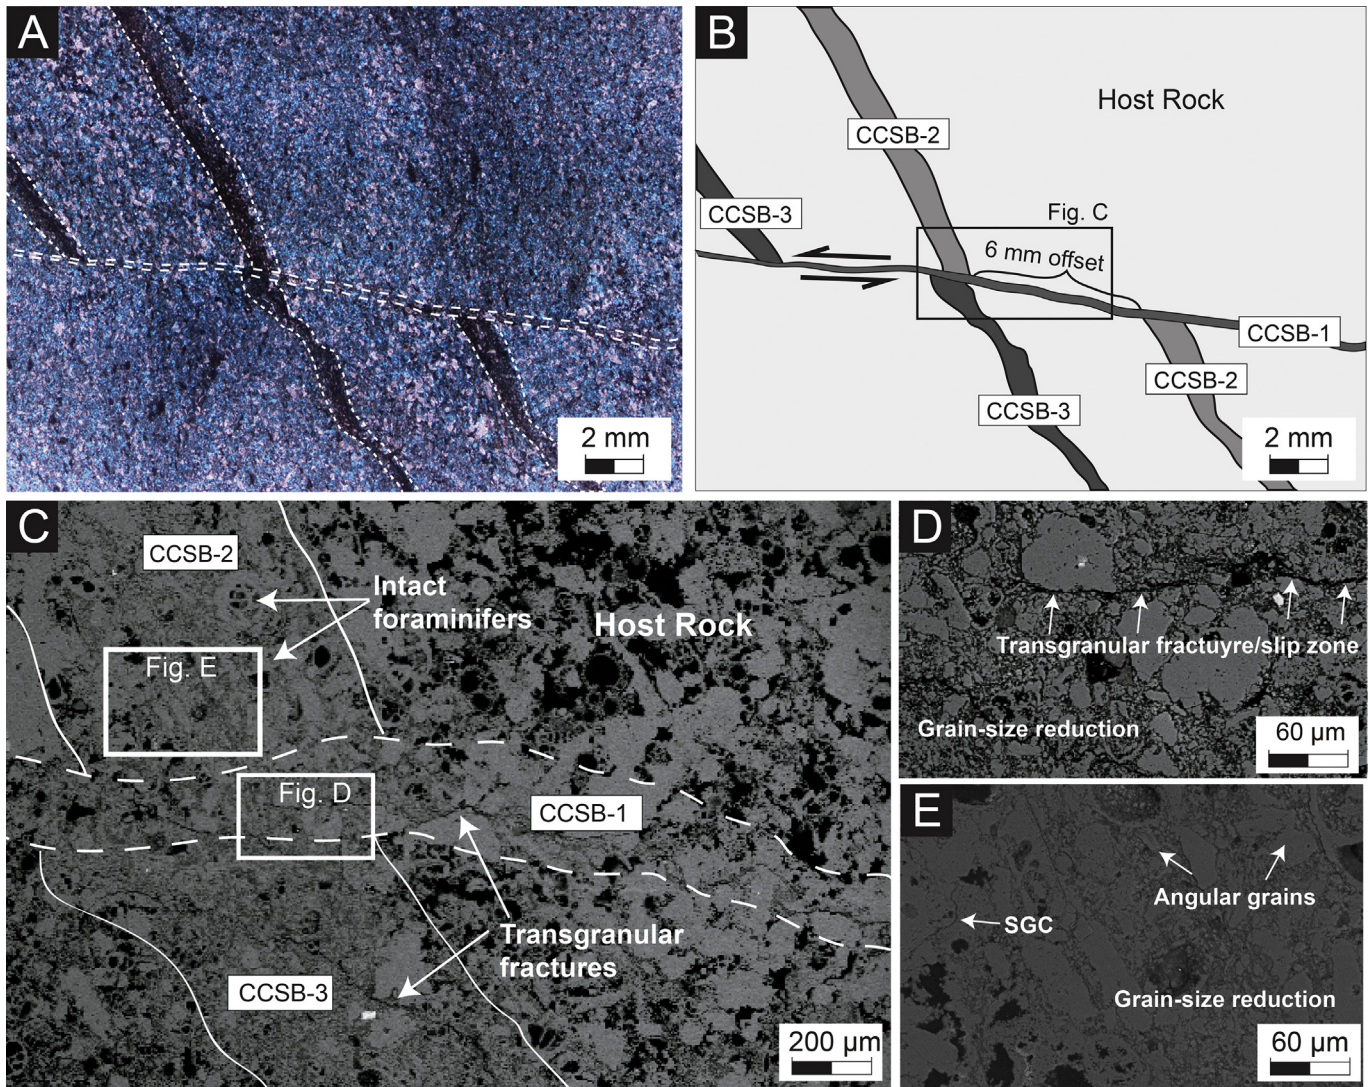 A
2 mm
B
Host Rock
CCSB-2
CCSB-3
Fig. C
6 mm offset
CCSB-1
CCSB-2
CCSB-3
2 mm
C
CCSB-2
Intact
foraminifers
Host Rock
Fig. E
Fig. D
CCSB-1
Transgranular
fractures
CCSB-3
200 µm
D
Transgranular fractuyre/slip zone
Grain-size reduction
60 µm
E
Angular grains
SGC
Grain-size reduction
60 µm